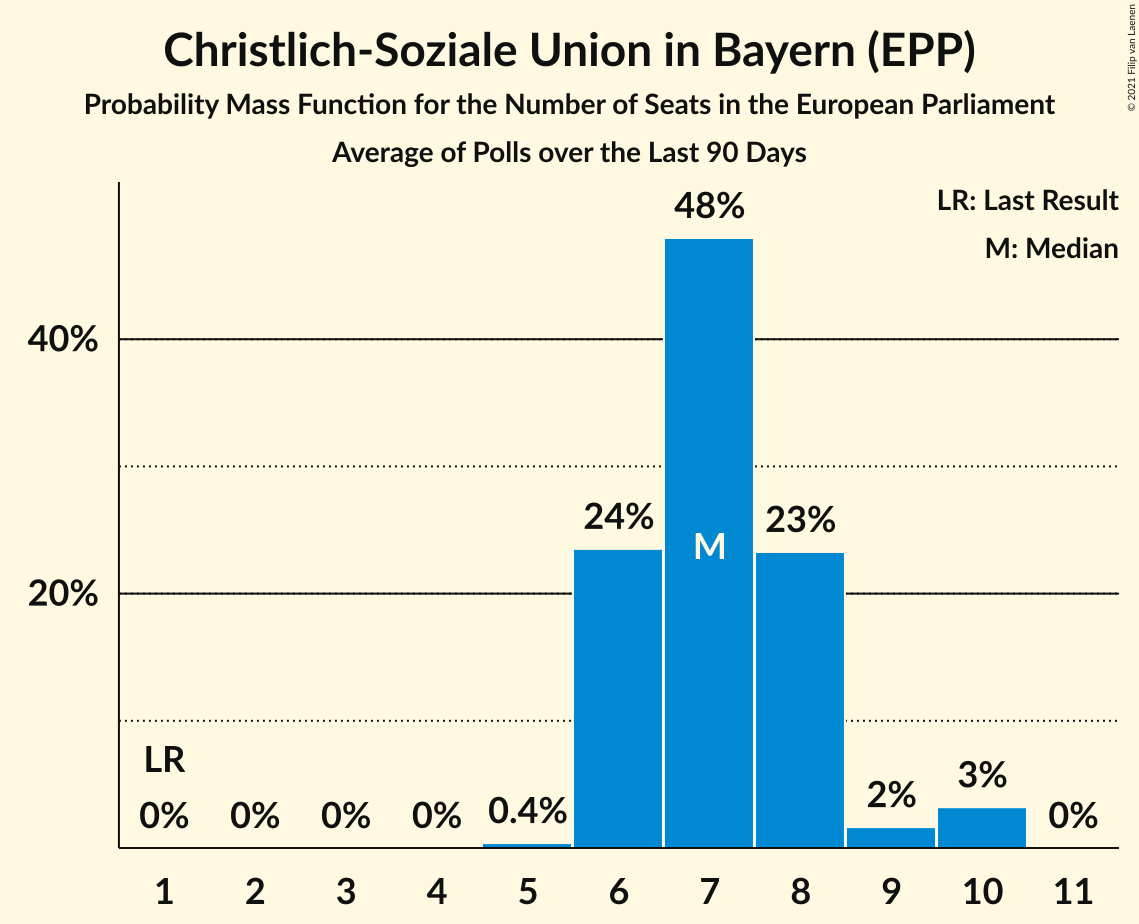 Christlich-Soziale Union in Bayern (EPP)
Probability Mass Function for the Number of Seats in the European Parliament
Average of Polls over the Last 90 Days
© 2021 Filip van Laenen
LR: Last Result
M: Median
48%
40%
24%
23%
M
20%
LR
0%
0%
0%
0%
0.4%
2%
3%
0%
1 2 3 4 5 6 7 8 9 10 11